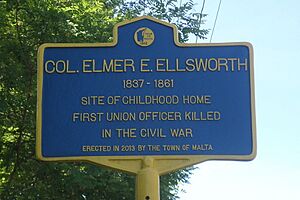 COL. ELMER E. ELLSWORTH
1837 - 1861
SITE OF CHILDHOOD HOME
FIRST UNION OFFICER KILLED
IN THE CIVIL WAR
ERECTED IN 2013 BY THE TOWN OF MALTA